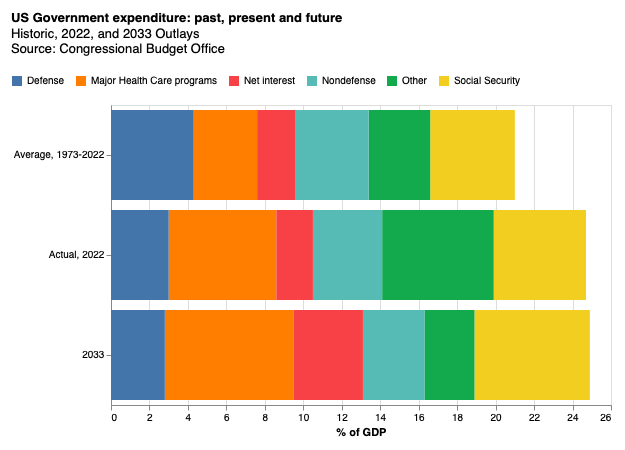 US Government expenditure: past, present and future
Historic, 2022, and 2033 Outlays
Source: Congressional Budget Office
Defense Major Health Care programs Net interest Nondefense Other Social Security
Average, 1973-2022
Actual, 2022
2033
0 2 4 6 8 10 12 14 16 18 20 22 24 26
% of GDP